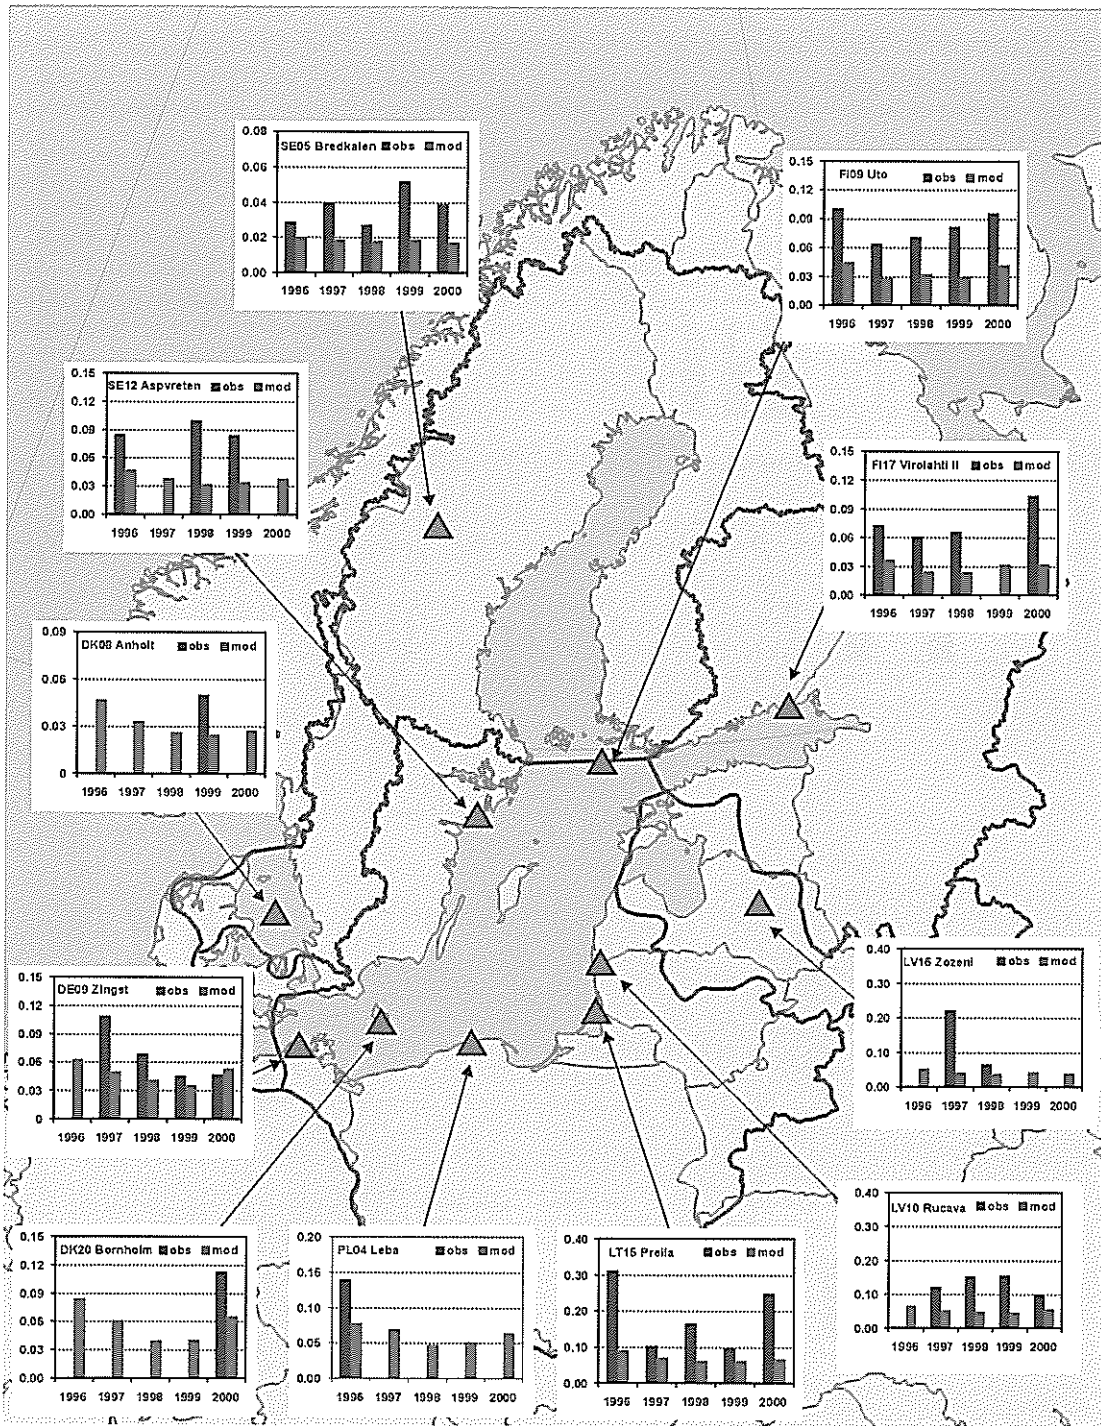 0.08
SE05 Bredkalen obs mod
0.06
0.04
0.02
0.00
1996 1997 1998 1999 2000
0.15
FI09 Uto obs mod
0.12
0.09
0.06
0.03
0.00
1996 1997 1998 1999 2000
0.15
SE12 Aspvreten obs mod
0.12
0.09
0.06
0.03
0.00
1996 1997 1998 1999 2000
0.15
FI17 Virolahti II obs mod
0.12
0.09
0.06
0.03
0.00
1996 1997 1998 1999 2000
0.09
DK08 Anholt obs mod
0.06
0.03
0
1996 1997 1998 1999 2000
0.15
DE09 Zingst obs mod
0.12
0.09
0.06
0.03
0
1996 1997 1998 1999 2000
0.40
LV16 Zozeni obs mod
0.30
0.20
0.10
0.00
1996 1997 1998 1999 2000
0.40
LV10 Rucava obs mod
0.30
0.20
0.10
0.00
1996 1997 1998 1999 2000
0.15
DK20 Bornholm obs mod
0.12
0.09
0.06
0.03
0.00
1996 1997 1998 1999 2000
0.20
PL04 Leba obs mod
0.15
0.10
0.05
0.00
1996 1997 1998 1999 2000
0.40
LT15 Preila obs mod
0.30
0.20
0.10
0.00
1996 1997 1998 1999 2000